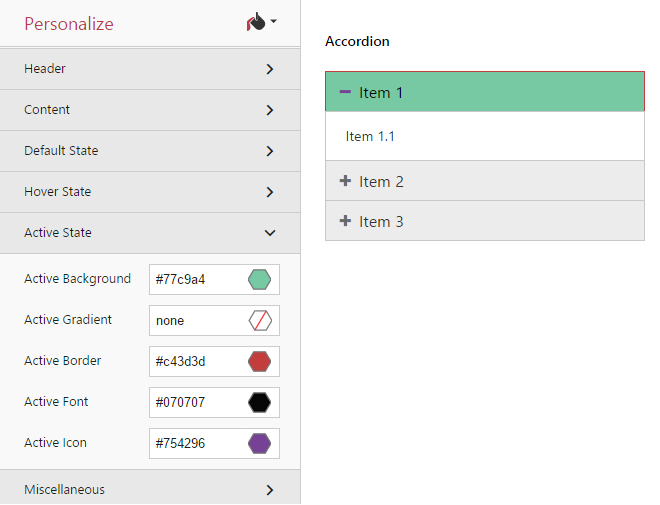 Personalize
Header
Content
Default State
Hover State
Active State
Active Background #77c9a4
Active Gradient none
Active Border #c43d3d
Active Font #070707
Active Icon #754296
Miscellaneous
Accordion
Item 1
Item 1.1
Item 2
Item 3